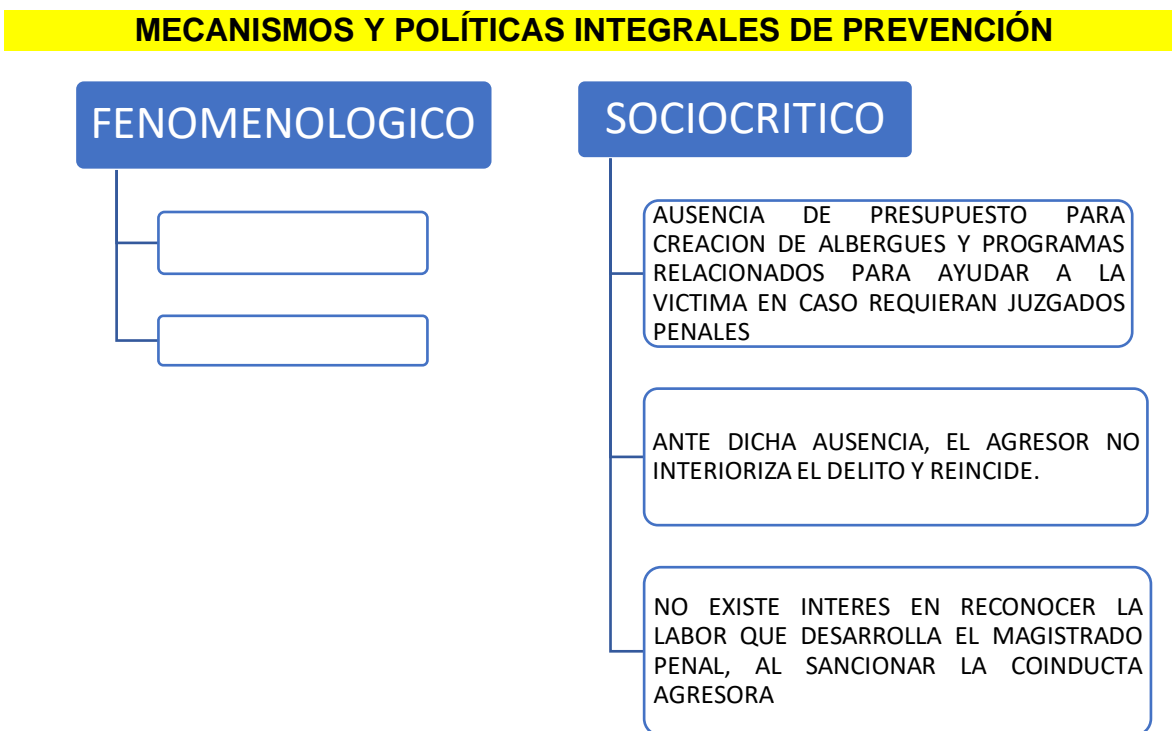 MECANISMOS Y POLÍTICAS INTEGRALES DE PREVENCIÓN
FENOMENOLOGICO
SOCIOCRITICO
AUSENCIA DE PRESUPUESTO PARA
CREACION DE ALBERGUES Y PROGRAMAS
RELACIONADOS PARA AYUDAR A LA
VICTIMA EN CASO REQUIERAN JUZGADOS
PENALES
ANTE DICHA AUSENCIA, EL AGRESOR NO
INTERIORIZA EL DELITO Y REINCIDE.
NO EXISTE INTERES EN RECONOCER LA
LABOR QUE DESARROLLA EL MAGISTRADO
PENAL, AL SANCIONAR LA COINDUCTA
AGRESORA